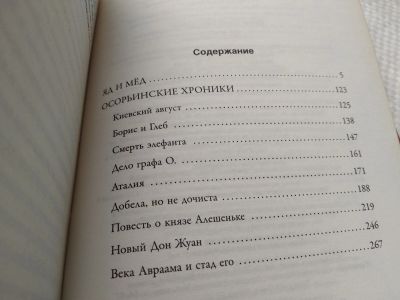 Содержание
ЯД И МЁД 5
ОСОРЬИНСКИЕ ХРОНИКИ 123
Киевский август 125
Борис и Глеб 138
Смерть элефанта 147
Дело графа О. 161
Аталия 171
Добела, но не дочиста 188
Повесть о князе Алешеньке 219
Новый Дон Жуан 246
Века Авраама и стад его 267